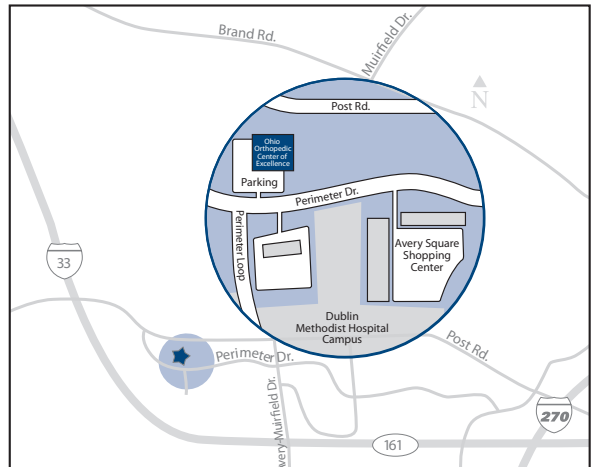 Brand Rd.
Muirfield Dr.
N
Post Rd.
Ohio
Orthopedic
Center of
Excellence
Parking
Perimeter Dr.
Perimeter Loop
Avery Square
Shopping
Center
33
Dublin
Methodist Hospital
Campus
Post Rd.
Perimeter Dr.
very-Muirfield Dr.
270
161